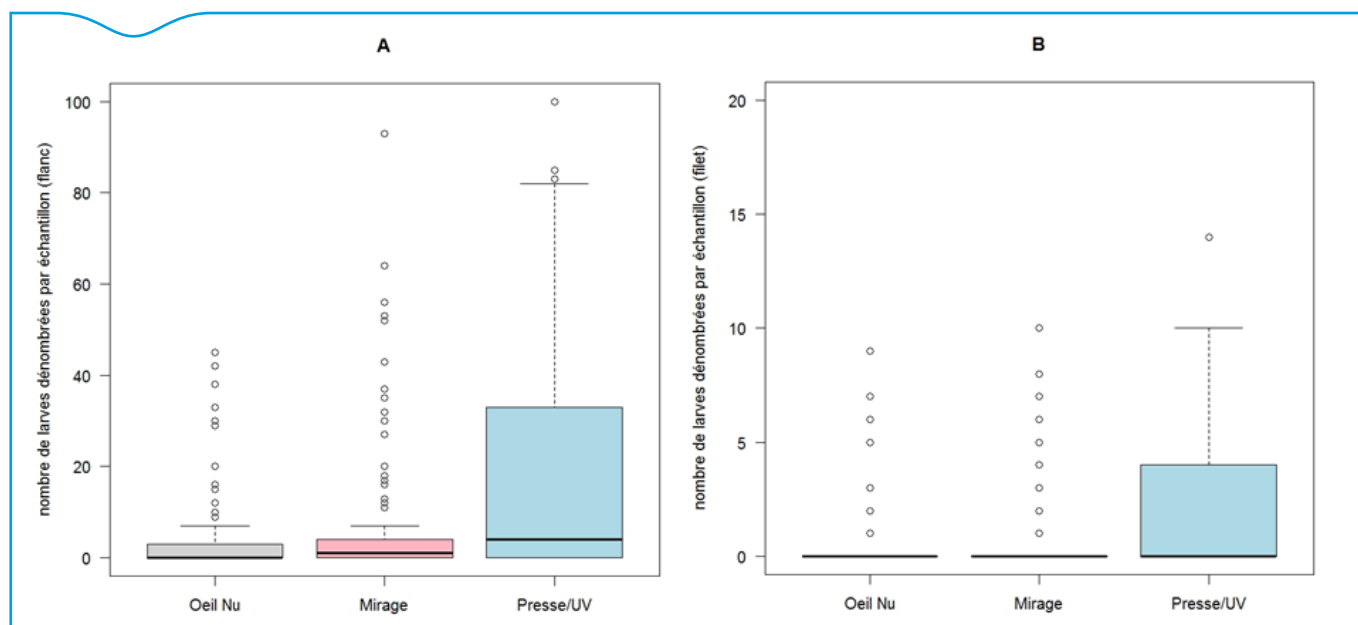 A
nombre de larves dénombrées par échantillon (flanc)
100
80
60
40
20
0
Oeil Nu Mirage Presse/UV
B
nombre de larves dénombrées par échantillon (filet)
20
15
10
5
0
Oeil Nu Mirage Presse/UV